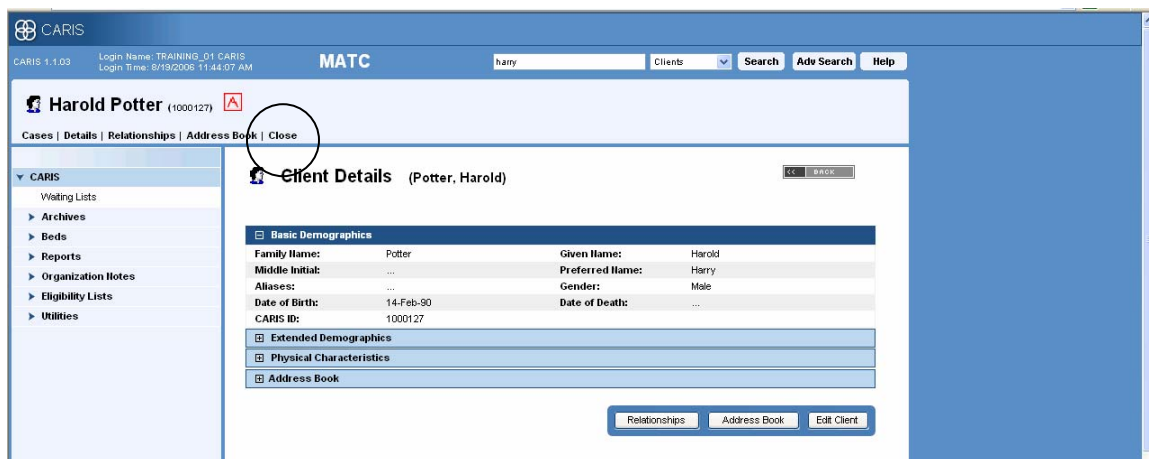 CARIS
CARIS 1.1.03
Login Name: TRAINING_01 CARIS
Login Time: 8/19/2006 11:44:07 AM
MATC
harry
Clients
Search
Adv Search
Help
Harold Potter (1000127)
A
Cases | Details | Relationships | Address Book | Close
CARIS
Waiting Lists
Archives
Beds
Reports
Organization Notes
Eligibility Lists
Utilities
Client Details (Potter, Harold)
<< BACK
Basic Demographics
Family Name: Potter Given Name: Harold
Middle Initial: ... Preferred Name: Harry
Aliases: ... Gender: Male
Date of Birth: 14-Feb-90 Date of Death: ...
CARIS ID: 1000127
Extended Demographics
Physical Characteristics
Address Book
Relationships
Address Book
Edit Client